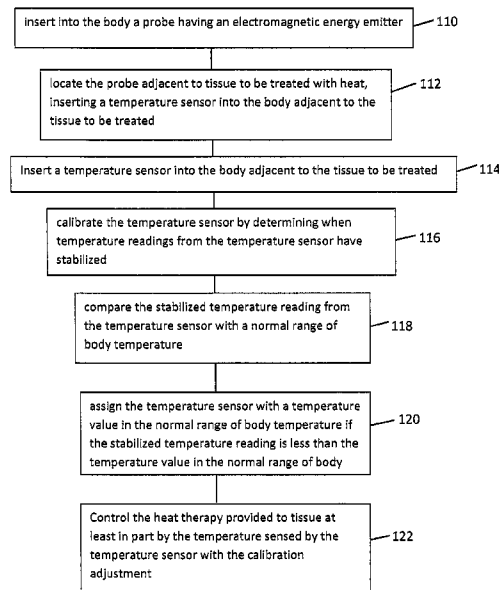 insert into the body a probe having an electromagnetic energy emitter
110
locate the probe adjacent to tissue to be treated with heat,
inserting a temperature sensor into the body adjacent to the
tissue to be treated
112
Insert a temperature sensor into the body adjacent to the tissue to be treated
114
calibrate the temperature sensor by determining when
temperature readings from the temperature sensor have
stabilized
116
compare the stabilized temperature reading from
the temperature sensor with a normal range of
body temperature
118
assign the temperature sensor with a temperature
value in the normal range of body temperature if
the stabilized temperature reading is less than the
temperature value in the normal range of body
120
Control the heat therapy provided to tissue at
least in part by the temperature sensed by the
temperature sensor with the calibration
adjustment
122